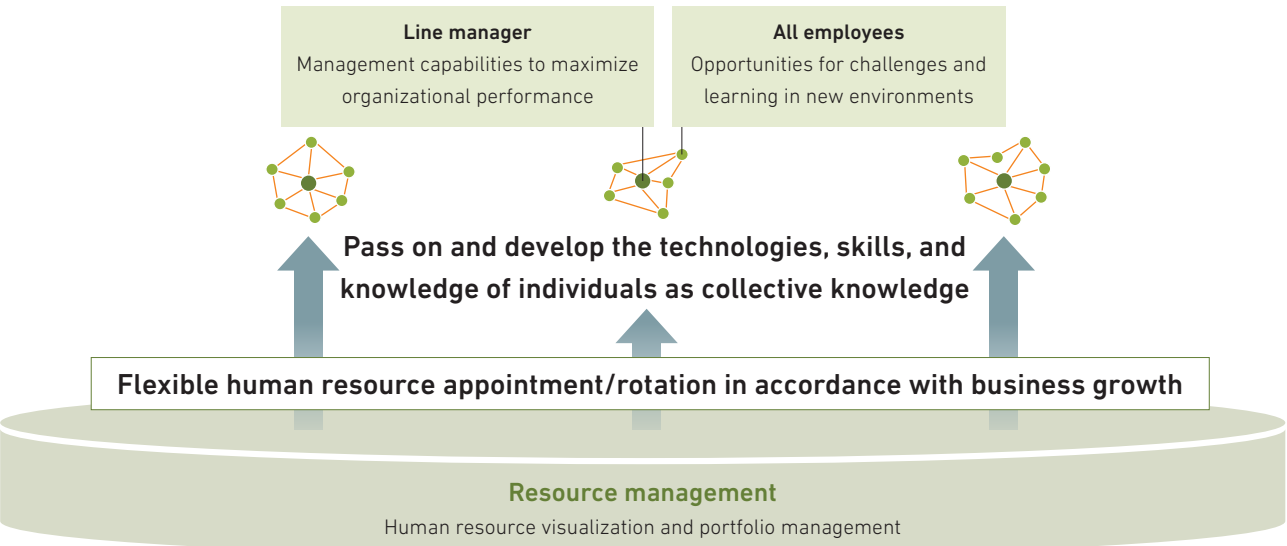 Line manager
Management capabilities to maximize
organizational performance
All employees
Opportunities for challenges and
learning in new environments
Pass on and develop the technologies, skills, and
knowledge of individuals as collective knowledge
Flexible human resource appointment/rotation in accordance with business growth
Resource management
Human resource visualization and portfolio management